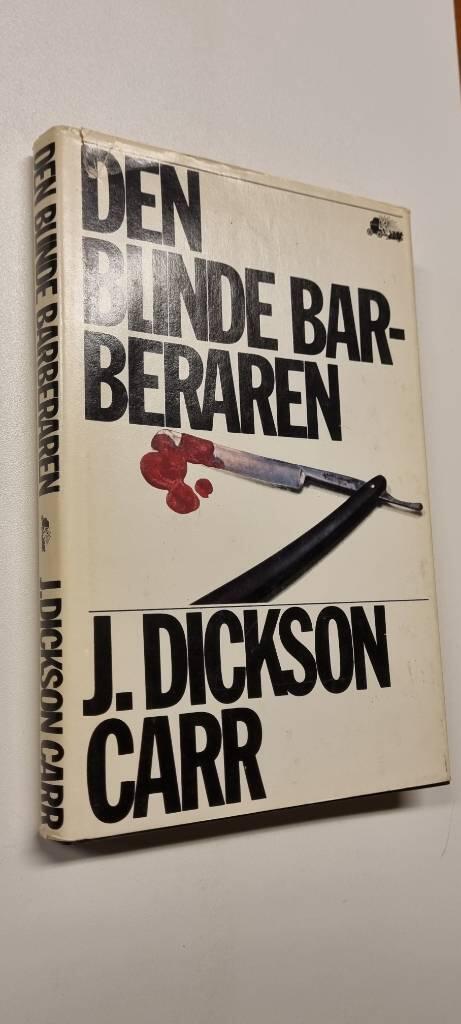 DEN
BLINDE BAR-
BERAREN
J. DICKSON
CARR
DEN BLINDE BARBERAREN J. DICKSON CARR